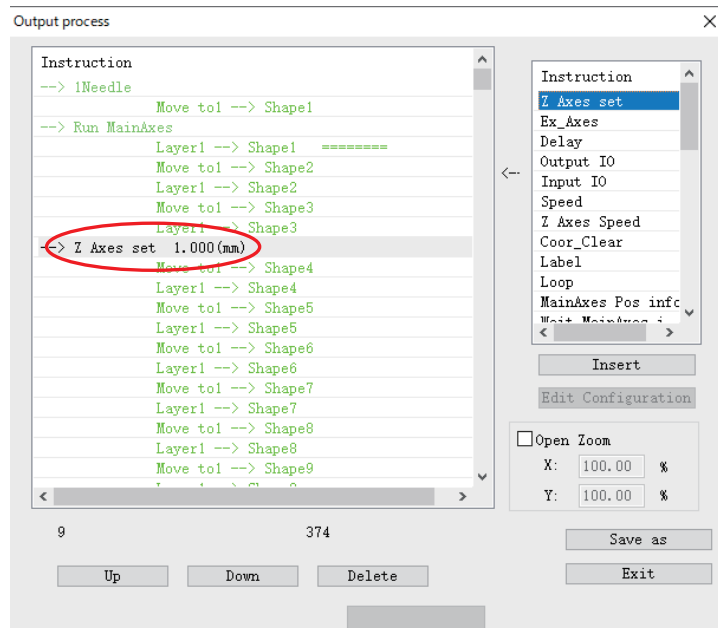 Output process
Instruction
--> 1Needle
Move to1 --> Shape1
--> Run MainAxes
Layer1 --> Shape1 ========
Move to1 --> Shape2
Layer1 --> Shape2
Move to1 --> Shape3
Layer1 --> Shape3
--> Z Axes set 1.000(mm)
Move to1 --> Shape4
Layer1 --> Shape4
Move to1 --> Shape5
Layer1 --> Shape5
Move to1 --> Shape6
Layer1 --> Shape6
Move to1 --> Shape7
Layer1 --> Shape7
Move to1 --> Shape8
Layer1 --> Shape8
Move to1 --> Shape9
9 374
Up Down Delete
<--
Instruction
Z Axes set
Ex_Axes
Delay
Output IO
Input IO
Speed
Z Axes Speed
Coor_Clear
Label
Loop
MainAxes Pos info
Insert
Edit Configuration
Open Zoom
X: 100.00 %
Y: 100.00 %
Save as
Exit